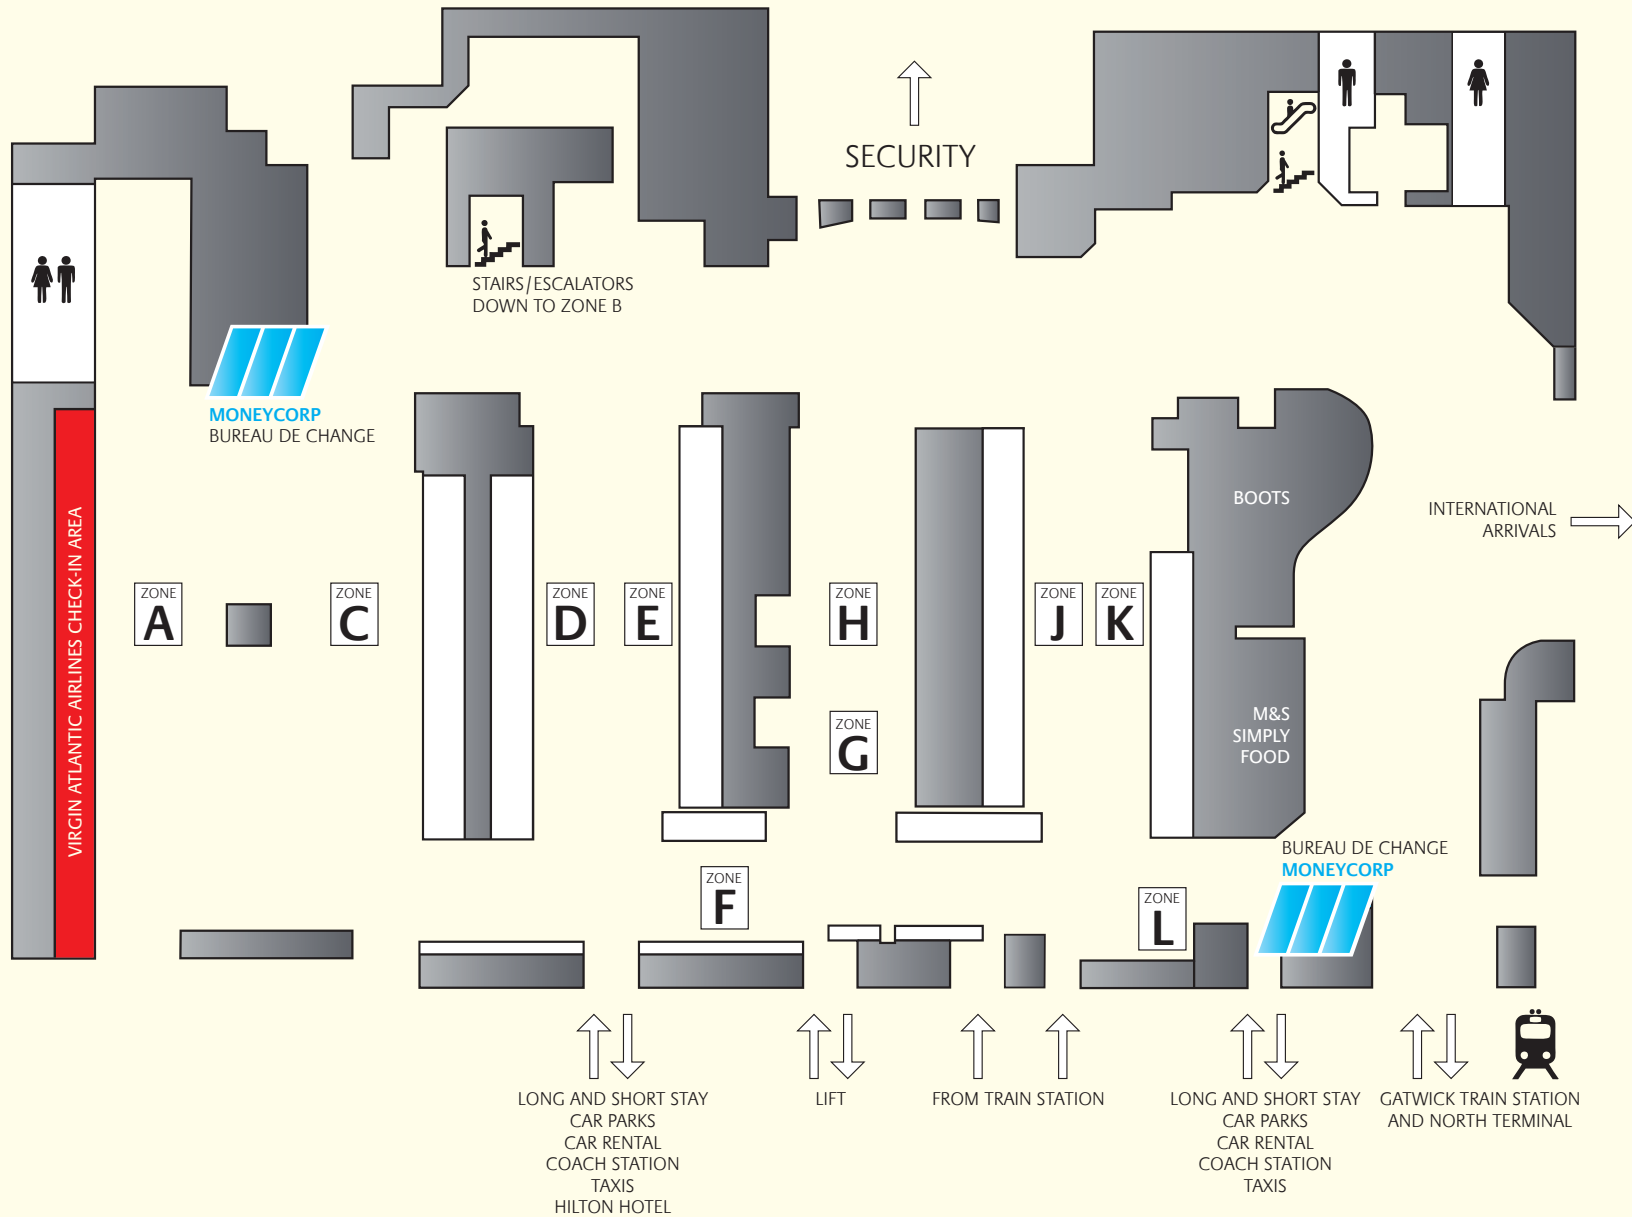 SECURITY
STAIRS/ESCALATORS
DOWN TO ZONE B
MONEYCORP
BUREAU DE CHANGE
VIRGIN ATLANTIC AIRLINES CHECK-IN AREA
BOOTS
INTERNATIONAL
ARRIVALS
ZONE
A
ZONE
C
ZONE
D
ZONE
E
ZONE
H
ZONE
J
ZONE
K
ZONE
G
M&S
SIMPLY
FOOD
BUREAU DE CHANGE
MONEYCORP
ZONE
F
ZONE
L
LONG AND SHORT STAY
CAR PARKS
CAR RENTAL
COACH STATION
TAXIS
HILTON HOTEL
LIFT
FROM TRAIN STATION
LONG AND SHORT STAY
CAR PARKS
CAR RENTAL
COACH STATION
TAXIS
GATWICK TRAIN STATION
AND NORTH TERMINAL